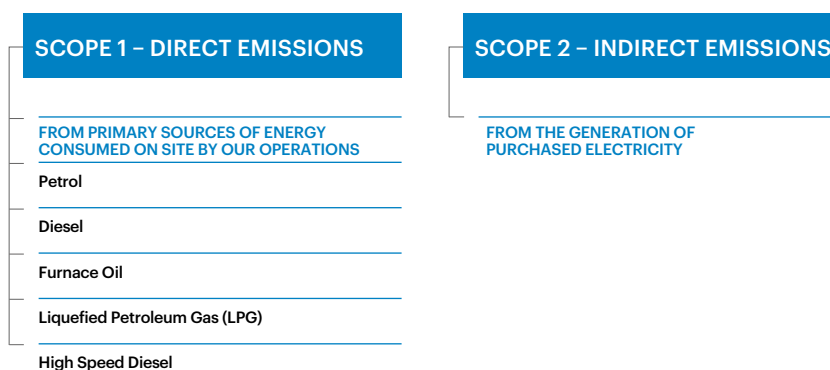 SCOPE 1 – DIRECT EMISSIONS
FROM PRIMARY SOURCES OF ENERGY
CONSUMED ON SITE BY OUR OPERATIONS
Petrol
Diesel
Furnace Oil
Liquefied Petroleum Gas (LPG)
High Speed Diesel
SCOPE 2 – INDIRECT EMISSIONS
FROM THE GENERATION OF
PURCHASED ELECTRICITY